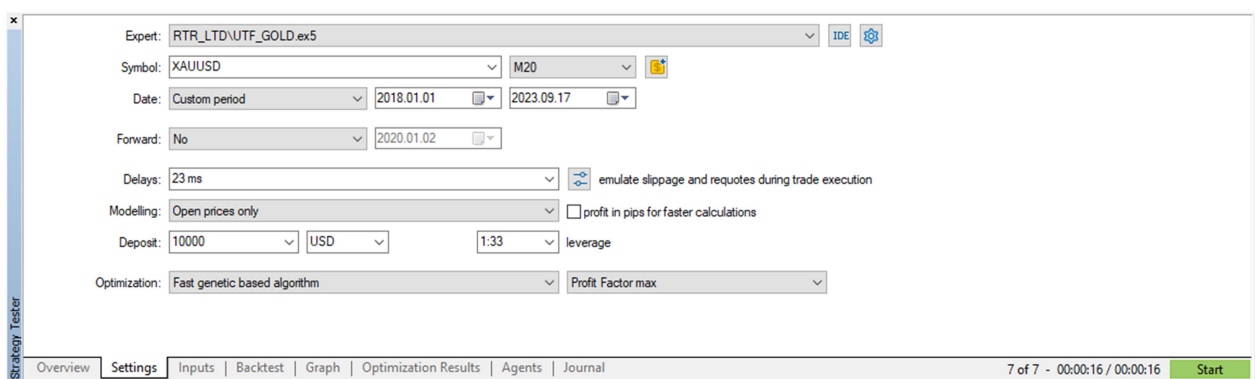 ×
Expert: RTR_LTD\UTF_GOLD.ex5 IDE
Symbol: XAUUSD M20 $
Date: Custom period 2018.01.01 2023.09.17
Forward: No 2020.01.02
Delays: 23 ms emulate slippage and requotes during trade execution
Modelling: Open prices only profit in pips for faster calculations
Deposit: 10000 USD 1:33 leverage
Optimization: Fast genetic based algorithm Profit Factor max
Strategy Tester
Overview Settings Inputs | Backtest | Graph | Optimization Results | Agents | Journal 7 of 7 - 00:00:16 / 00:00:16 Start